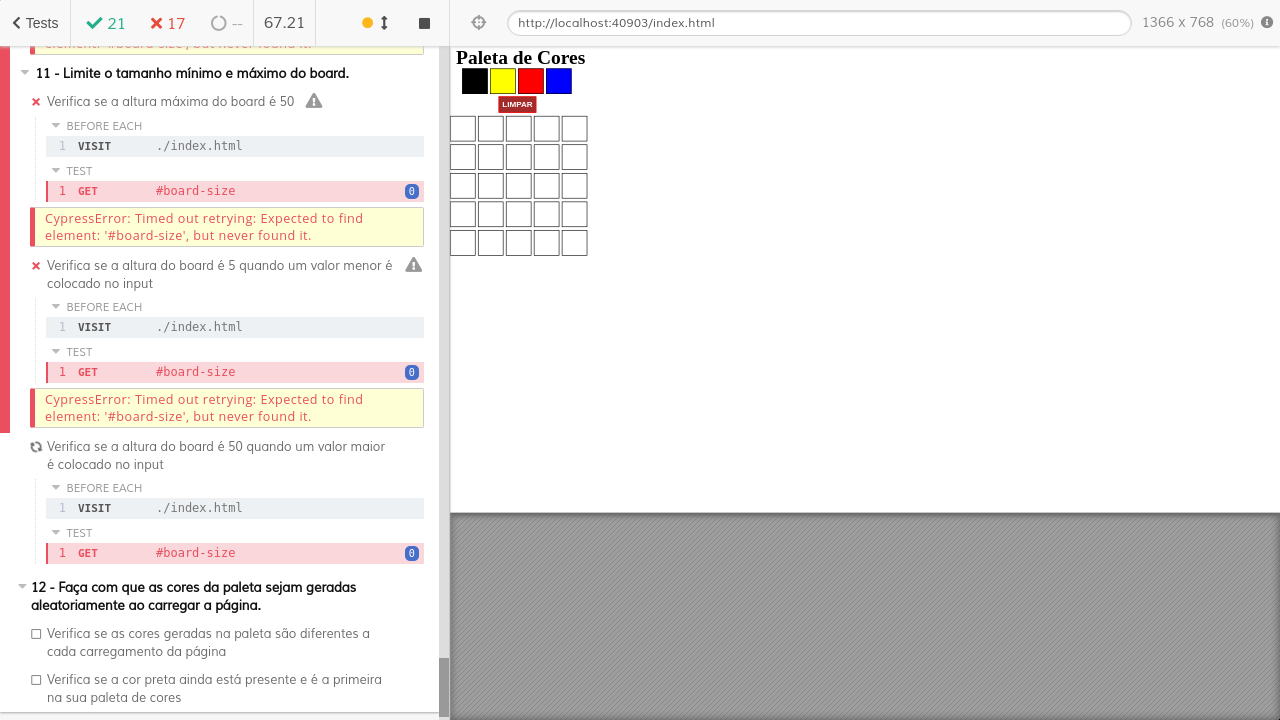 Tests
21
17
--
67.21
http://localhost:40903/index.html
1366 x 768 (60%)
element: '#board-size', but never found it.
11 - Limite o tamanho mínimo e máximo do board.
Verifica se a altura máxima do board é 50
BEFORE EACH
1 VISIT ./index.html
TEST
1 GET #board-size 0
CypressError: Timed out retrying: Expected to find
element: '#board-size', but never found it.
Verifica se a altura do board é 5 quando um valor menor é
colocado no input
BEFORE EACH
1 VISIT ./index.html
TEST
1 GET #board-size 0
CypressError: Timed out retrying: Expected to find
element: '#board-size', but never found it.
Verifica se a altura do board é 50 quando um valor maior
é colocado no input
BEFORE EACH
1 VISIT ./index.html
TEST
1 GET #board-size 0
12 - Faça com que as cores da paleta sejam geradas
aleatoriamente ao carregar a página.
Verifica se as cores geradas na paleta são diferentes a
cada carregamento da página
Verifica se a cor preta ainda está presente e é a primeira
na sua paleta de cores
Paleta de Cores
LIMPAR